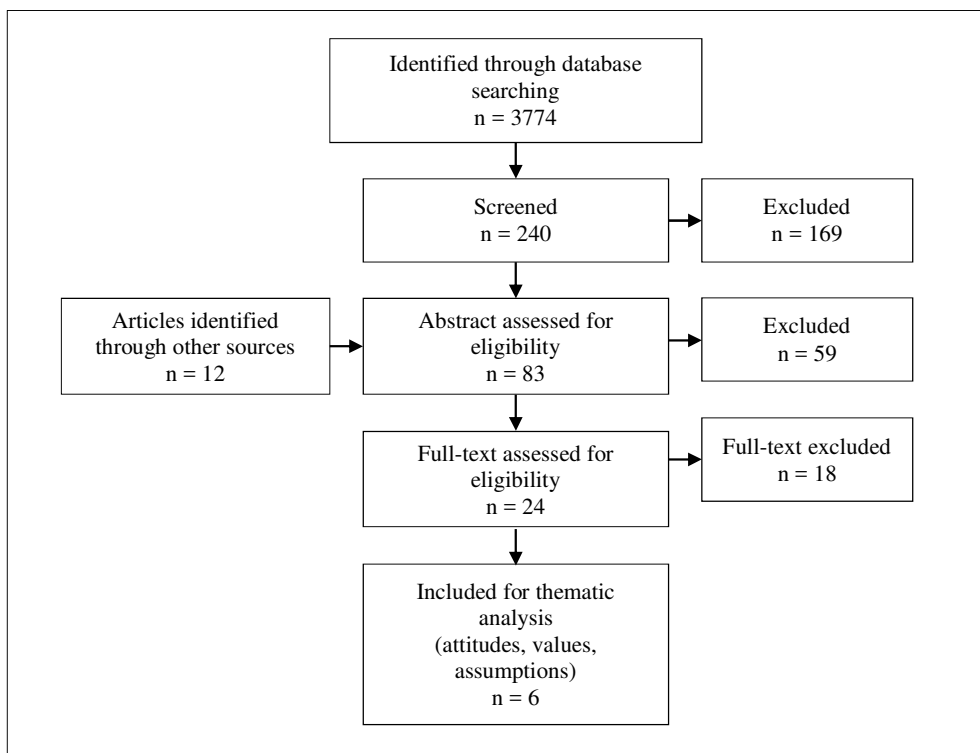 Identified through database
searching
n = 3774
Screened
n = 240
Excluded
n = 169
Articles identified
through other sources
n = 12
Abstract assessed for
eligibility
n = 83
Excluded
n = 59
Full-text assessed for
eligibility
n = 24
Full-text excluded
n = 18
Included for thematic
analysis
(attitudes, values,
assumptions)
n = 6